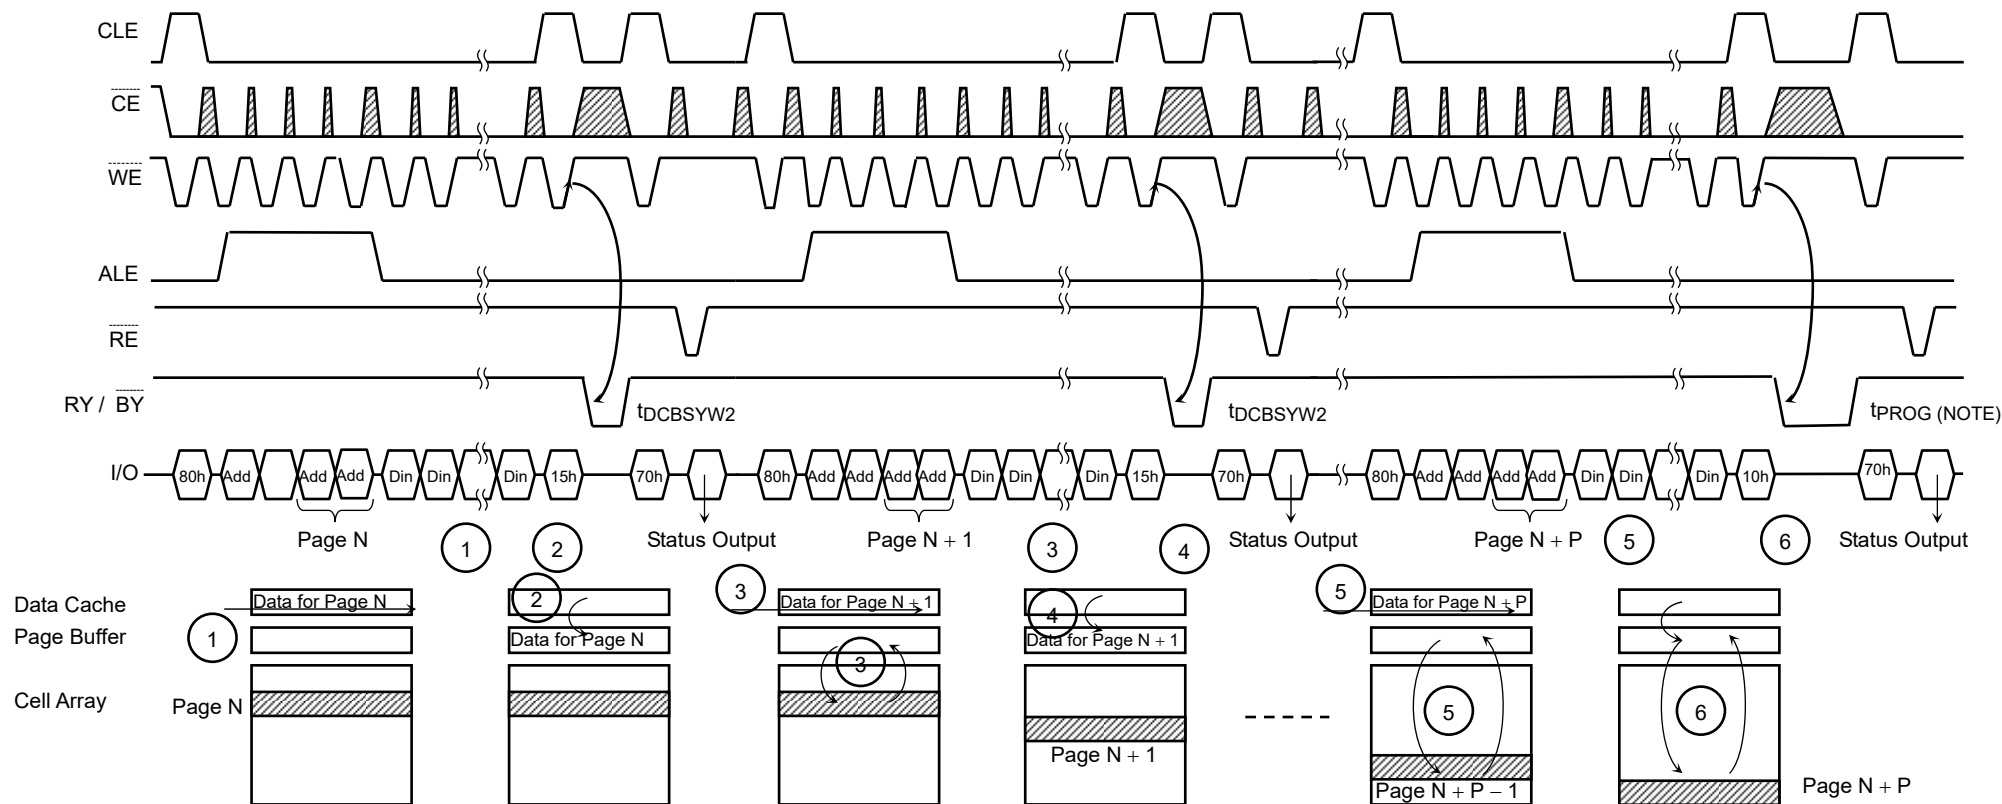 CLE
CE
WE
ALE
RE
RY / BY
tDCBSYW2
tDCBSYW2
tPROG (NOTE)
I/O 80h Add Add Add Din Din Din 15h 70h 80h Add Add Add Add Din Din Din 15h 70h 80h Add Add Add Add Din Din Din 10h 70h
Page N 1 2 Status Output Page N + 1 3 4 Status Output Page N + P 5 6 Status Output
Data Cache Data for Page N 2 3 Data for Page N + 1 4 5 Data for Page N + P
Page Buffer 1 Data for Page N 3 Data for Page N + 1
Cell Array Page N 5 6
Page N + 1
Page N + P − 1 Page N + P